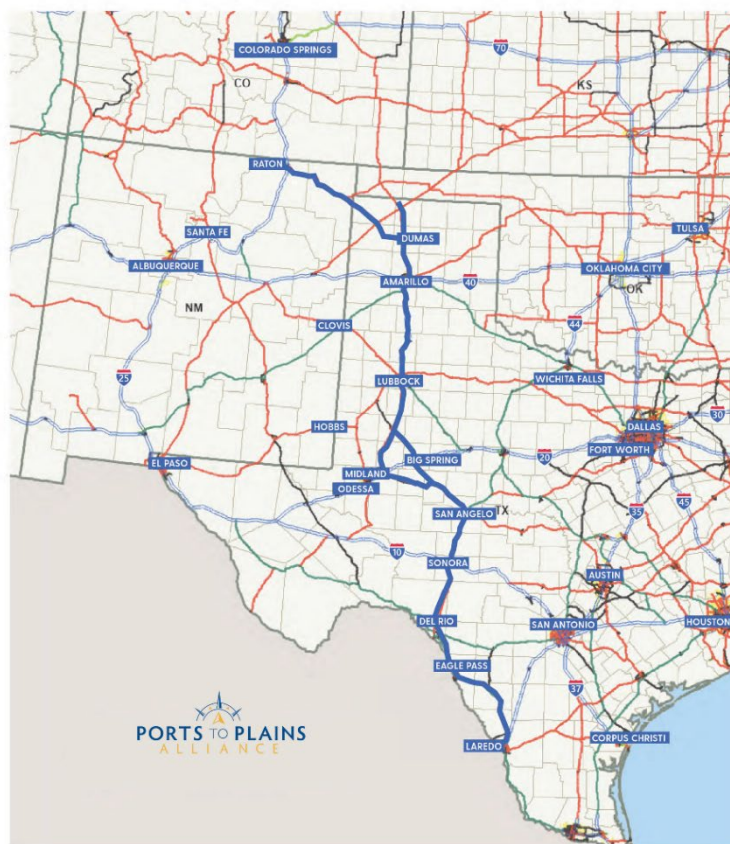 COLORADO SPRINGS
70
CO
KS
RATON
SANTA FE
DUMAS
TULSA
ALBUQUERQUE
OKLAHOMA CITY
AMARILLO
40
OK
NM
CLOVIS
44
25
LUBBOCK
WICHITA FALLS
30
HOBBS
DALLAS
BIG SPRING
20
FORT WORTH
EL PASO
MIDLAND
ODESSA
45
SAN ANGELO
TX
35
10
SONORA
AUSTIN
DEL RIO
SAN ANTONIO
HOUSTON
EAGLE PASS
37
PORTS TO PLAINS
ALLIANCE
LAREDO
CORPUS CHRISTI